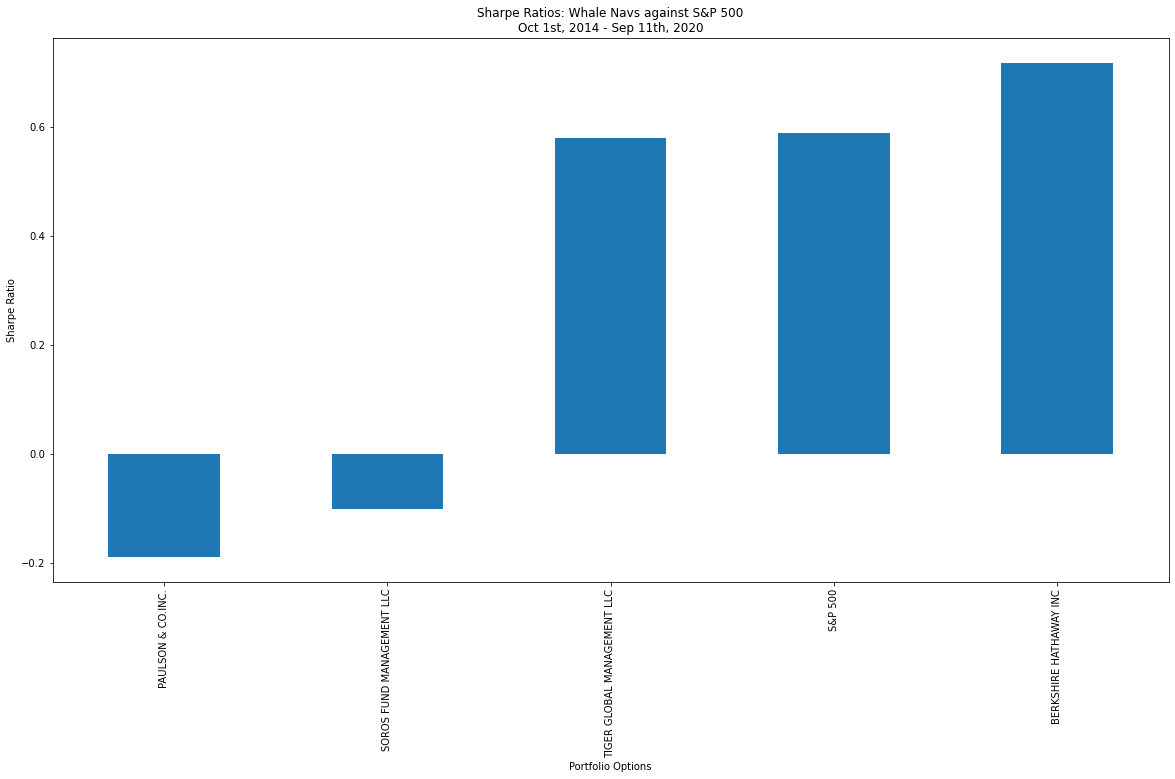 Sharpe Ratios: Whale Navs against S&P 500
Oct 1st, 2014 - Sep 11th, 2020
Sharpe Ratio
0.6
0.4
0.2
0.0
−0.2
PAULSON & CO.INC.
SOROS FUND MANAGEMENT LLC
TIGER GLOBAL MANAGEMENT LLC
S&P 500
BERKSHIRE HATHAWAY INC
Portfolio Options